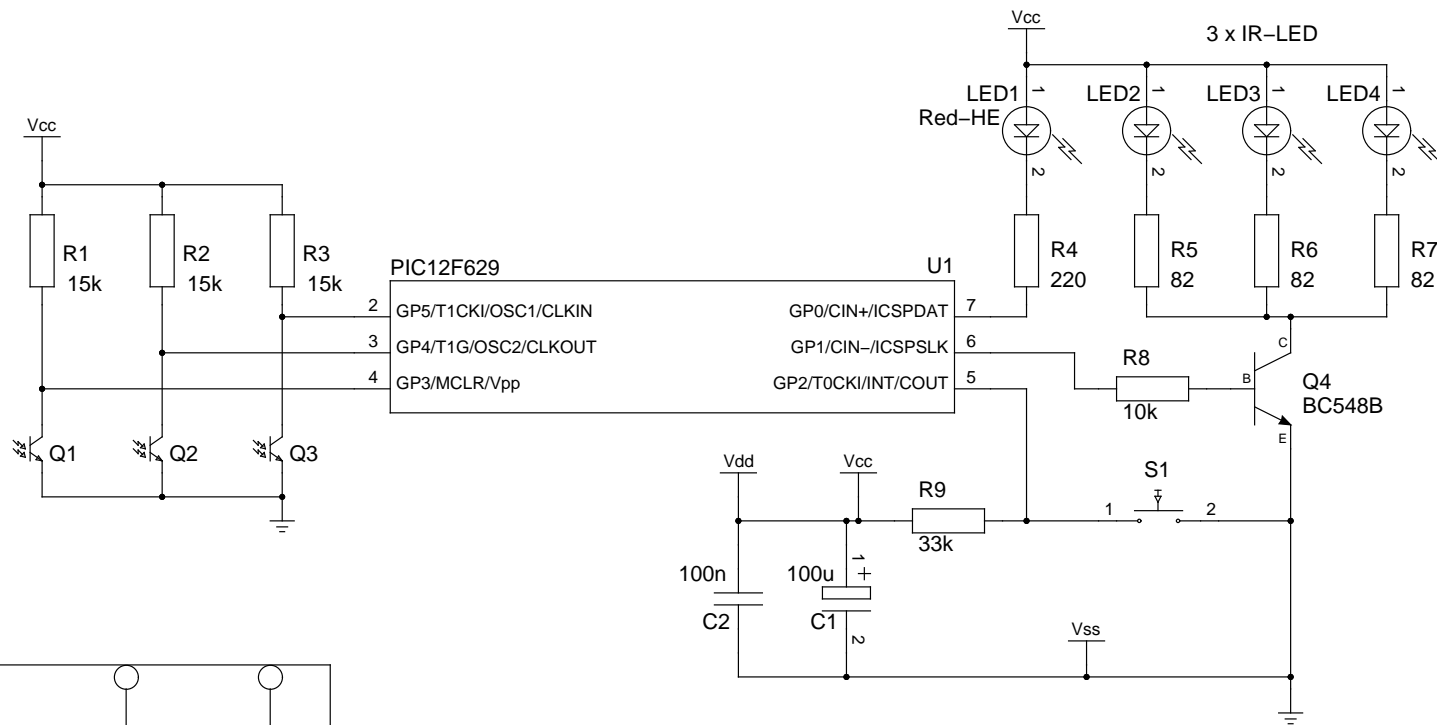 Vcc
3 x IR−LED
LED1
1
Red−HE
2
LED2
1
2
LED3
1
2
LED4
1
2
Vcc
R1
15k
R2
15k
R3
15k
R4
220
R5
82
R6
82
R7
82
PIC12F629
U1
2
GP5/T1CKI/OSC1/CLKIN
GP0/CIN+/ICSPDAT
7
3
GP4/T1G/OSC2/CLKOUT
GP1/CIN−/ICSPSLK
6
4
GP3/MCLR/Vpp
GP2/T0CKI/INT/COUT
5
R8
10k
C
B
E
Q4
BC548B
Q1
Q2
Q3
Vdd
Vcc
R9
33k
S1
1
2
100n
C2
100u
1
+
C1
2
Vss